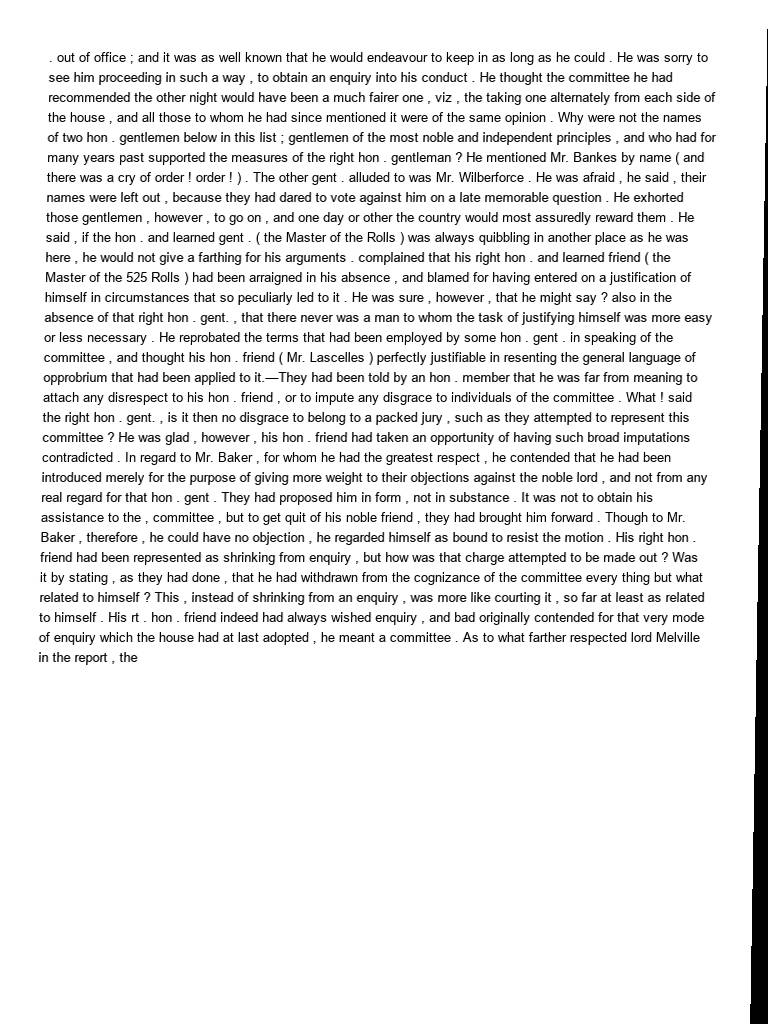 . out of office ; and it was as well known that he would endeavour to keep in as long as he could . He was sorry to
see him proceeding in such a way , to obtain an enquiry into his conduct . He thought the committee he had
recommended the other night would have been a much fairer one , viz , the taking one alternately from each side of
the house , and all those to whom he had since mentioned it were of the same opinion . Why were not the names
of two hon . gentlemen below in this list ; gentlemen of the most noble and independent principles , and who had for
many years past supported the measures of the right hon . gentleman ? He mentioned Mr. Bankes by name ( and
there was a cry of order ! order ! ) . The other gent . alluded to was Mr. Wilberforce . He was afraid , he said , their
names were left out , because they had dared to vote against him on a late memorable question . He exhorted
those gentlemen , however , to go on , and one day or other the country would most assuredly reward them . He
said , if the hon . and learned gent . ( the Master of the Rolls ) was always quibbling in another place as he was
here , he would not give a farthing for his arguments . complained that his right hon . and learned friend ( the
Master of the 525 Rolls ) had been arraigned in his absence , and blamed for having entered on a justification of
himself in circumstances that so peculiarly led to it . He was sure , however , that he might say ? also in the
absence of that right hon . gent. , that there never was a man to whom the task of justifying himself was more easy
or less necessary . He reprobated the terms that had been employed by some hon . gent . in speaking of the
committee , and thought his hon . friend ( Mr. Lascelles ) perfectly justifiable in resenting the general language of
opprobrium that had been applied to it.—They had been told by an hon . member that he was far from meaning to
attach any disrespect to his hon . friend , or to impute any disgrace to individuals of the committee . What ! said
the right hon . gent. , is it then no disgrace to belong to a packed jury , such as they attempted to represent this
committee ? He was glad , however , his hon . friend had taken an opportunity of having such broad imputations
contradicted . In regard to Mr. Baker , for whom he had the greatest respect , he contended that he had been
introduced merely for the purpose of giving more weight to their objections against the noble lord , and not from any
real regard for that hon . gent . They had proposed him in form , not in substance . It was not to obtain his
assistance to the , committee , but to get quit of his noble friend , they had brought him forward . Though to Mr.
Baker , therefore , he could have no objection , he regarded himself as bound to resist the motion . His right hon .
friend had been represented as shrinking from enquiry , but how was that charge attempted to be made out ? Was
it by stating , as they had done , that he had withdrawn from the cognizance of the committee every thing but what
related to himself ? This , instead of shrinking from an enquiry , was more like courting it , so far at least as related
to himself . His rt . hon . friend indeed had always wished enquiry , and bad originally contended for that very mode
of enquiry which the house had at last adopted , he meant a committee . As to what farther respected lord Melville
in the report , the